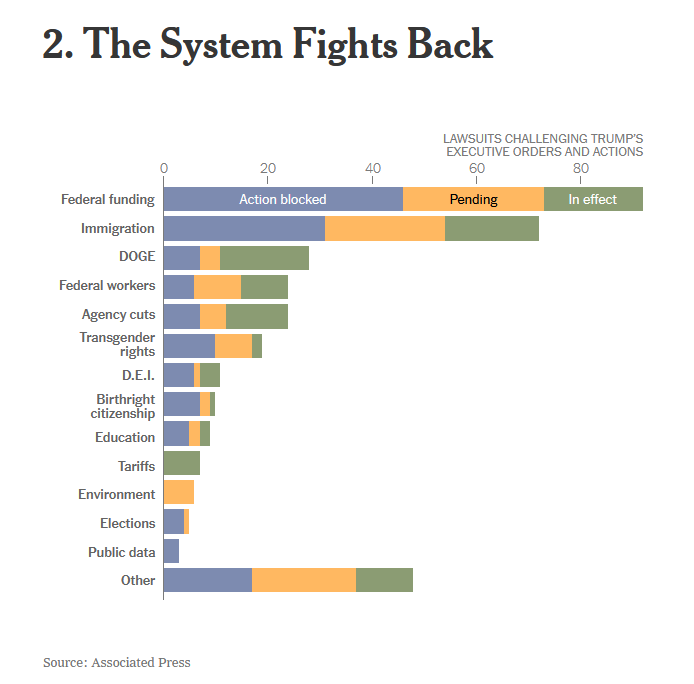 2. The System Fights Back
LAWSUITS CHALLENGING TRUMP'S
EXECUTIVE ORDERS AND ACTIONS
0 20 40 60 80
Federal funding Action blocked Pending In effect
Immigration
DOGE
Federal workers
Agency cuts
Transgender
rights
D.E.I.
Birthright
citizenship
Education
Tariffs
Environment
Elections
Public data
Other
Source: Associated Press